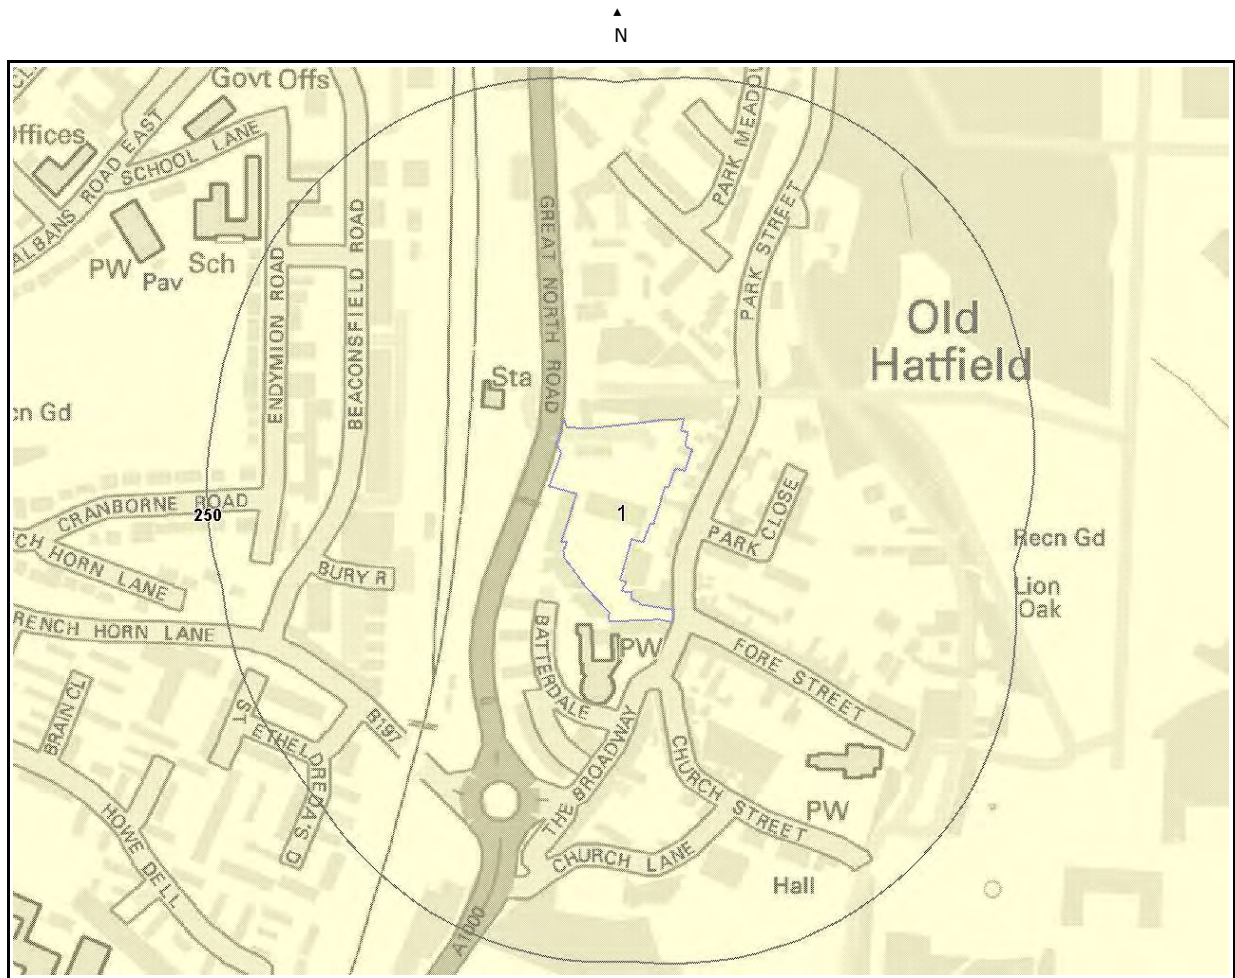 N
Govt Offs
ffices
ALBANS ROAD EAST
SCHOOL LANE
PARK MEADOW
PW
Pav
Sch
GREAT NORTH ROAD
PARK STREET
ENDYMION ROAD
BEACONSFIELD ROAD
Old
Hatfield
Sta
cn Gd
CRANBORNE ROAD
250
1
PARK CLOSE
Recn Gd
CH HORN LANE
BURY R
Lion
Oak
RENCH HORN LANE
BATTERDALE
PW
FORE STREET
BRAIN CL
ST
ETHELDREDA'S D
B197
THE BROADWAY
CHURCH STREET
PW
HOWE DELL
CHURCH LANE
Hall
A1000